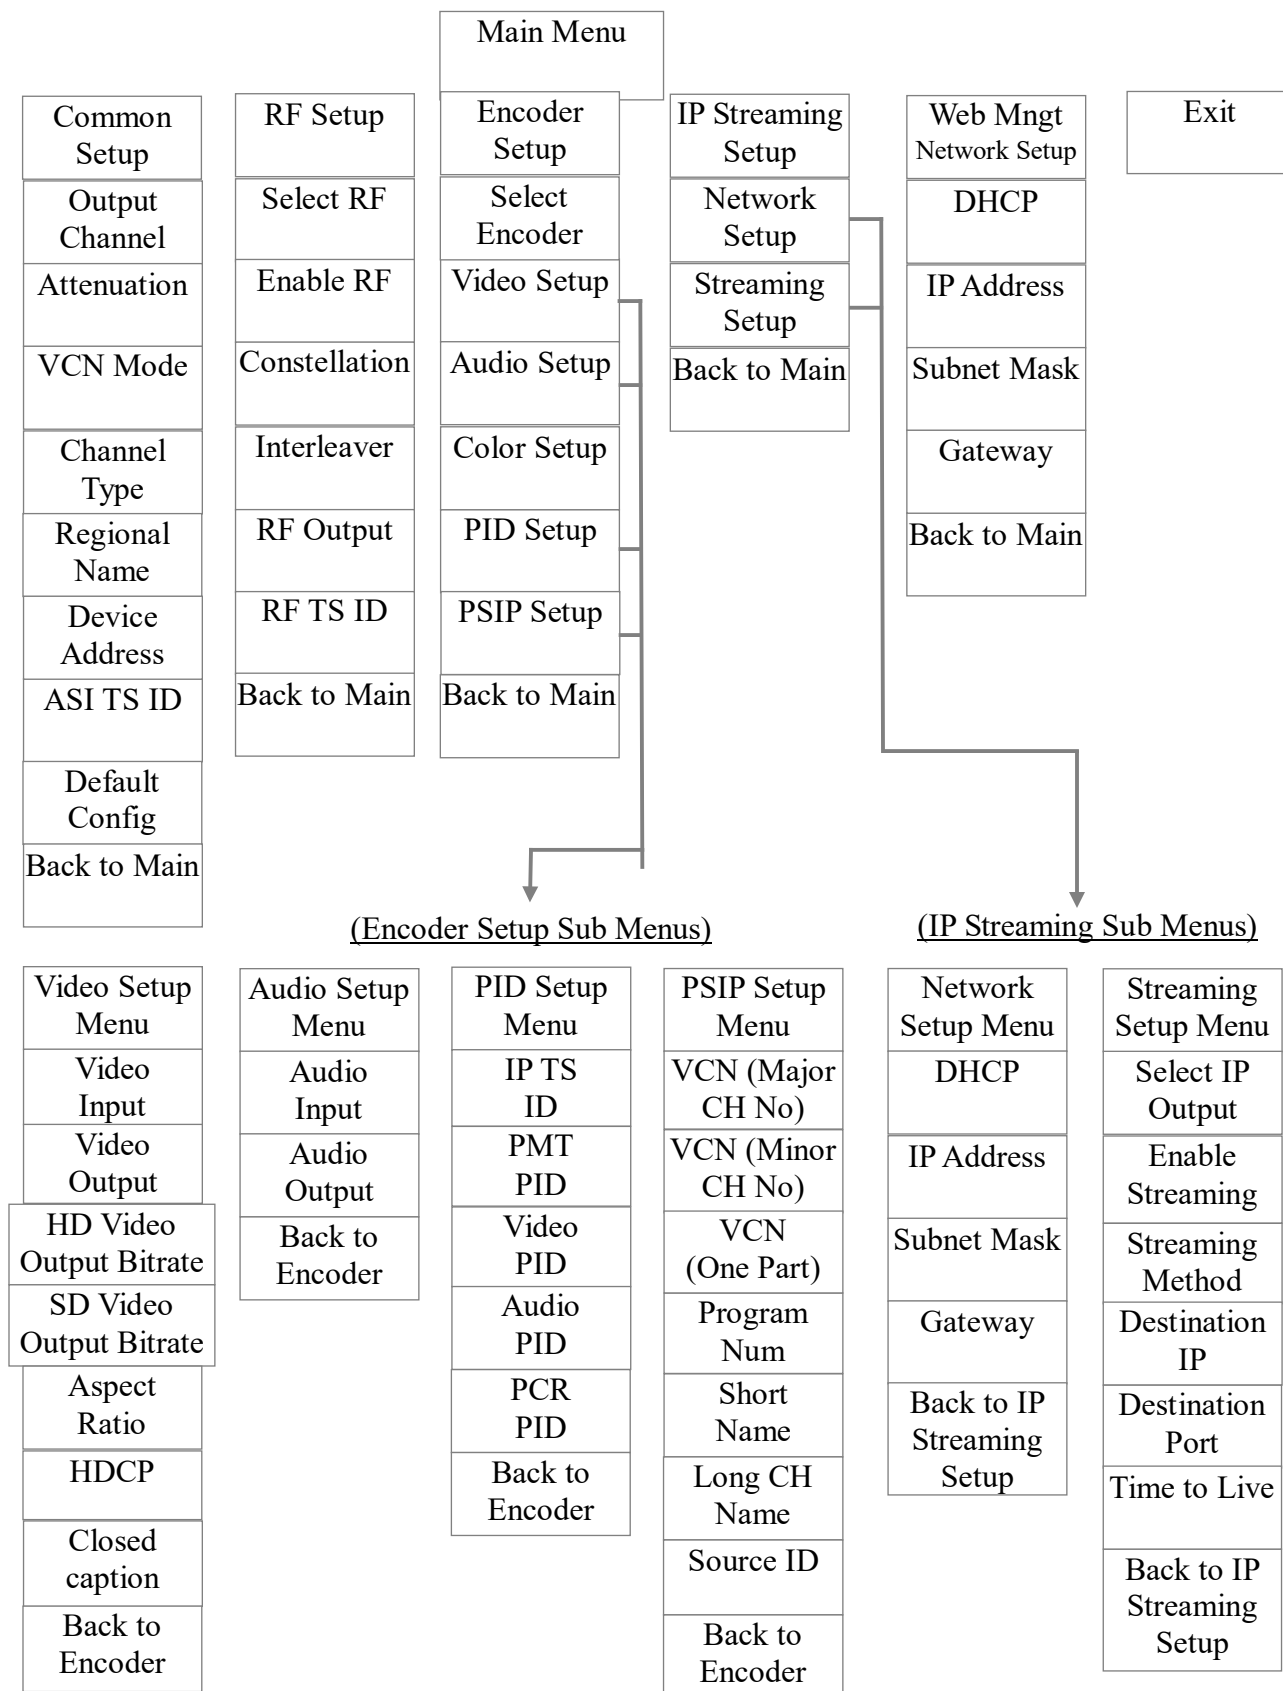 Main Menu
Common
Setup
Output
Channel
Attenuation
VCN Mode
Channel
Type
Regional
Name
Device
Address
ASI TS ID
Default
Config
Back to Main
RF Setup
Select RF
Enable RF
Constellation
Interleaver
RF Output
RF TS ID
Back to Main
Encoder
Setup
Select
Encoder
Video Setup
Audio Setup
Color Setup
PID Setup
PSIP Setup
Back to Main
IP Streaming
Setup
Network
Setup
Streaming
Setup
Back to Main
Web Mngt
Network Setup
DHCP
IP Address
Subnet Mask
Gateway
Back to Main
Exit
(Encoder Setup Sub Menus)
Video Setup
Menu
Video
Input
Video
Output
HD Video
Output Bitrate
SD Video
Output Bitrate
Aspect
Ratio
HDCP
Closed
caption
Back to
Encoder
Audio Setup
Menu
Audio
Input
Audio
Output
Back to
Encoder
PID Setup
Menu
IP TS
ID
PMT
PID
Video
PID
Audio
PID
PCR
PID
Back to
Encoder
PSIP Setup
Menu
VCN (Major
CH No)
VCN (Minor
CH No)
VCN
(One Part)
Program
Num
Short
Name
Long CH
Name
Source ID
Back to
Encoder
(IP Streaming Sub Menus)
Network
Setup Menu
DHCP
IP Address
Subnet Mask
Gateway
Back to IP
Streaming
Setup
Streaming
Setup Menu
Select IP
Output
Enable
Streaming
Streaming
Method
Destination
IP
Destination
Port
Time to Live
Back to IP
Streaming
Setup